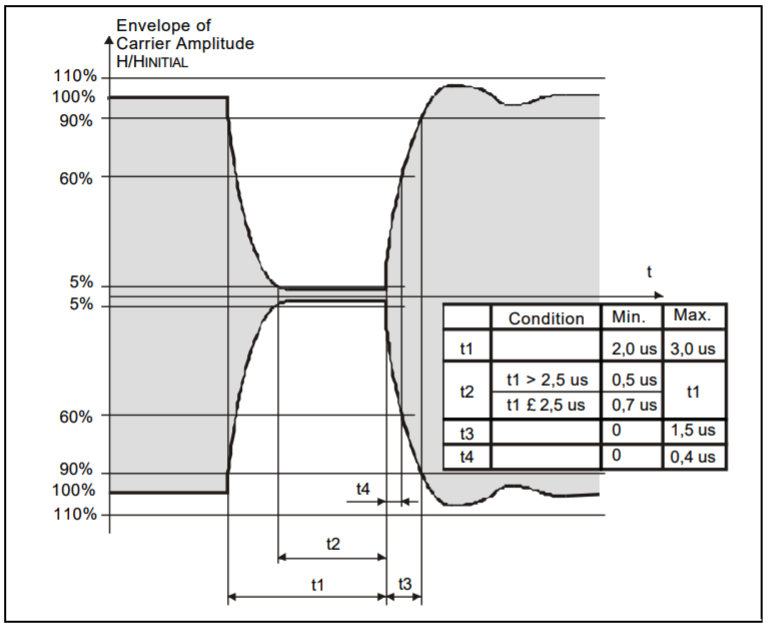 Envelope of
Carrier Amplitude
H/HINITIAL
110%
100%
90%
60%
5%
t
5%
Condition Min. Max.
t1 2,0 us 3,0 us
t2 t1 > 2,5 us 0,5 us t1
t1 £ 2,5 us 0,7 us
t3 0 1,5 us
t4 0 0,4 us
60%
90%
100%
110%
t4
t2
t1
t3